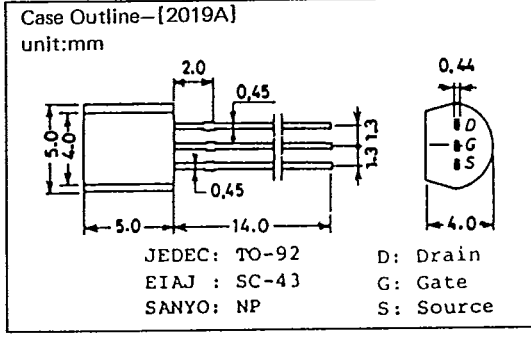 Case Outline–[2019A]
unit:mm
2.0
0,45
0,44
5.0
4.0
1.3
1.3
D
G
S
0,45
5.0
14.0
4.0
JEDEC: TO-92
EIAJ : SC-43
SANYO: NP
D: Drain
G: Gate
S: Source